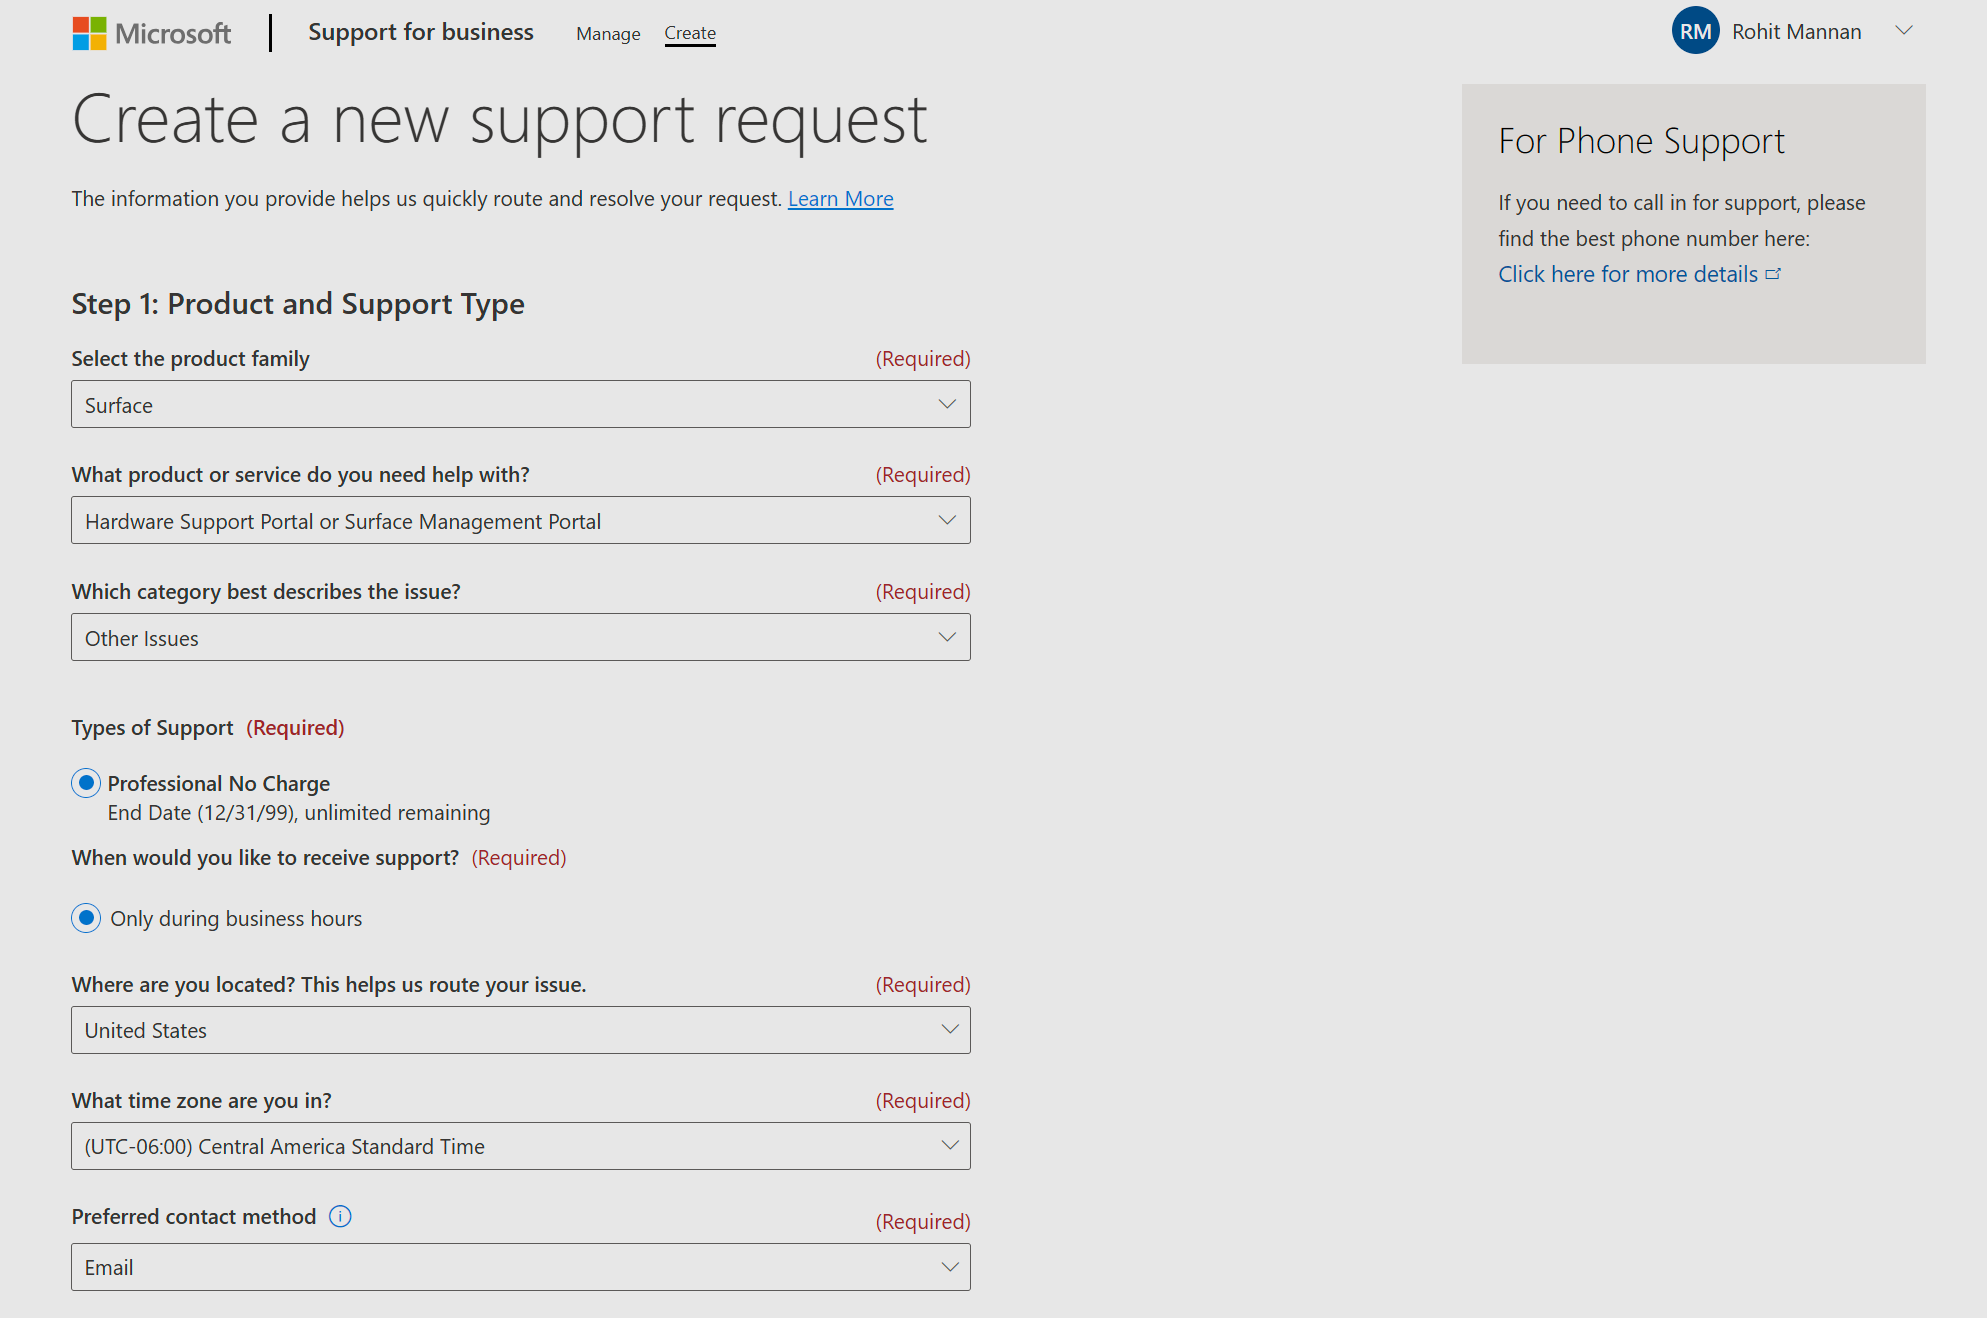 Microsoft
Support for business
Manage
Create
RM
Rohit Mannan
Create a new support request
The information you provide helps us quickly route and resolve your request. Learn More
For Phone Support
If you need to call in for support, please
find the best phone number here:
Click here for more details
Step 1: Product and Support Type
Select the product family (Required)
Surface
What product or service do you need help with? (Required)
Hardware Support Portal or Surface Management Portal
Which category best describes the issue? (Required)
Other Issues
Types of Support (Required)
Professional No Charge
End Date (12/31/99), unlimited remaining
When would you like to receive support? (Required)
Only during business hours
Where are you located? This helps us route your issue. (Required)
United States
What time zone are you in? (Required)
(UTC-06:00) Central America Standard Time
Preferred contact method (Required)
Email